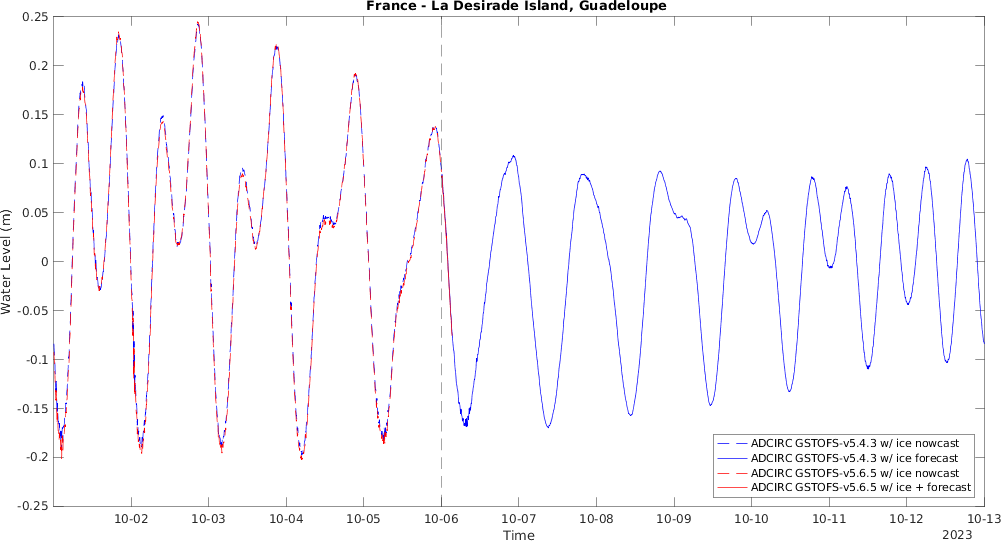 France - La Desirade Island, Guadeloupe
0.25
0.2
0.15
0.1
0.05
0
-0.05
-0.1
-0.15
-0.2
-0.25
Water Level (m)
ADCIRC GSTOFS-v5.4.3 w/ ice nowcast
ADCIRC GSTOFS-v5.4.3 w/ ice forecast
ADCIRC GSTOFS-v5.6.5 w/ ice nowcast
ADCIRC GSTOFS-v5.6.5 w/ ice + forecast
10-02 10-03 10-04 10-05 10-06 10-07 10-08 10-09 10-10 10-11 10-12 10-13
Time
2023